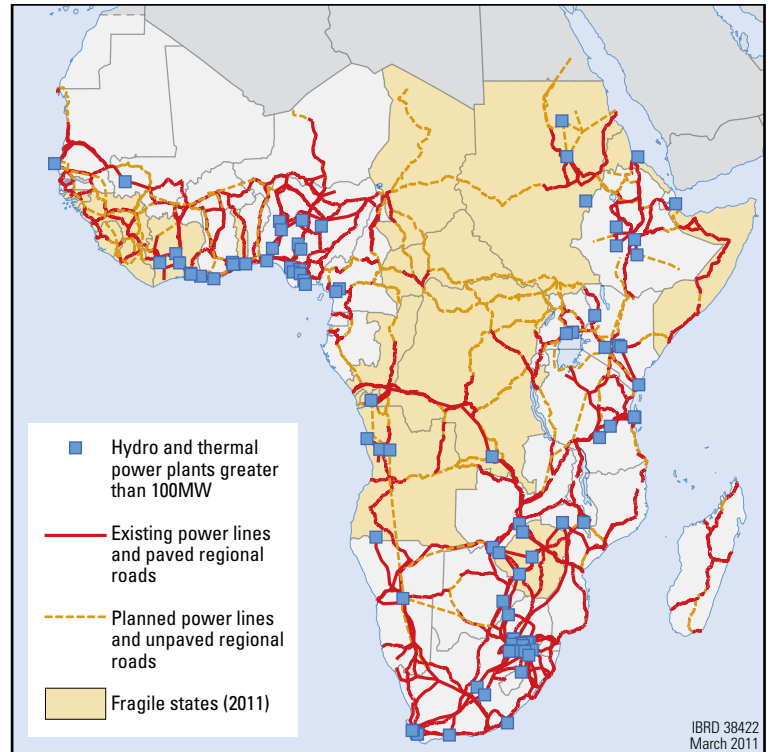 Hydro and thermal
power plants greater
than 100MW
Existing power lines
and paved regional
roads
Planned power lines
and unpaved regional
roads
Fragile states (2011)
IBRD 38422
March 2011